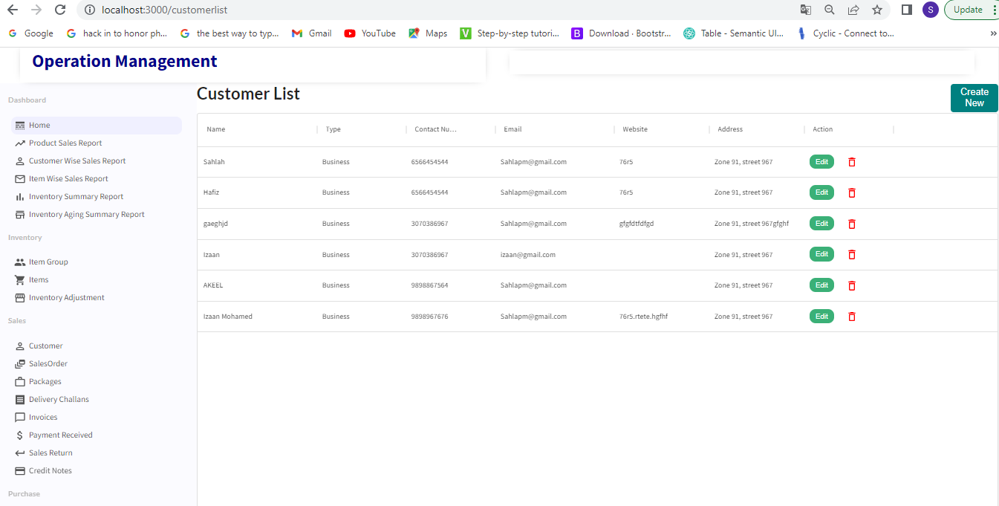 localhost:3000/customerlist
S
Update
Google
hack in to honor ph...
the best way to typ...
Gmail
YouTube
Maps
Step-by-step tutori...
Download · Bootstr...
Table - Semantic UI...
Cyclic - Connect to...
Operation Management
Dashboard
Home
Product Sales Report
Customer Wise Sales Report
Item Wise Sales Report
Inventory Summary Report
Inventory Aging Summary Report
Inventory
Item Group
Items
Inventory Adjustment
Sales
Customer
SalesOrder
Packages
Delivery Challans
Invoices
Payment Received
Sales Return
Credit Notes
Purchase
Customer List
Create
New
Name Type Contact Nu... Email Website Address Action
Sahlah Business 6566454544 Sahlapm@gmail.com 76r5 Zone 91, street 967 Edit
Hafiz Business 6566454544 Sahlapm@gmail.com 76r5 Zone 91, street 967 Edit
gaeghjd Business 3070386967 Sahlapm@gmail.com gfgfdtfdfgd Zone 91, street 967gfghf Edit
Izaan Business 3070386967 izaan@gmail.com Zone 91, street 967 Edit
AKEEL Business 9898867564 Sahlapm@gmail.com Zone 91, street 967 Edit
Izaan Mohamed Business 9898967676 Sahlapm@gmail.com 76r5.rtete.hgfhf Zone 91, street 967 Edit